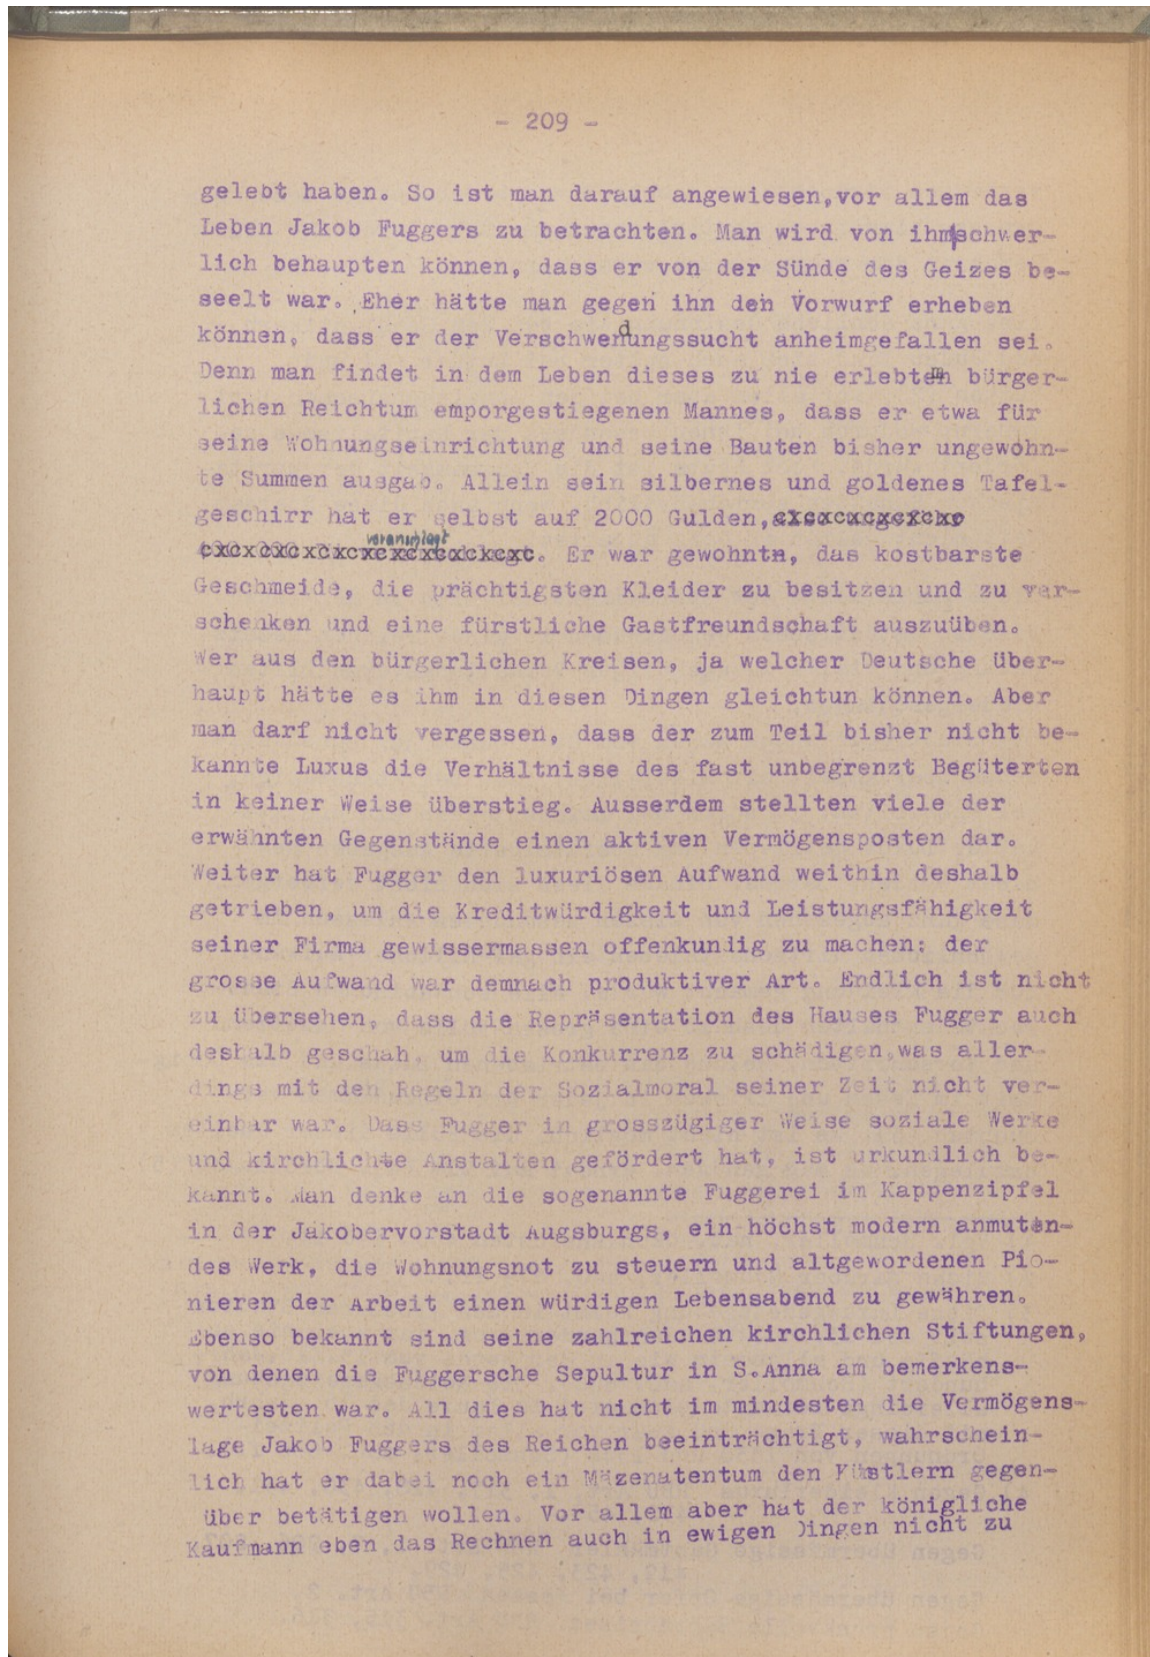 - 209 -
gelebt haben. So ist man darauf angewiesen,vor allem das
Leben Jakob Fuggers zu betrachten. Man wird von ihm schwer-
lich behaupten können, dass er von der Sünde des Geizes be-
seelt war. Eher hätte man gegen ihn den Vorwurf erheben
können, dass er der Verschwendungssucht anheimgefallen sei.
Denn man findet in dem Leben dieses zu nie erlebtem bürger-
lichen Reichtum emporgestiegenen Mannes, dass er etwa für
seine Wohnungseinrichtung und seine Bauten bisher ungewohn-
te Summen ausgab. Allein sein silbernes und goldenes Tafel-
geschirr hat er selbst auf 2000 Gulden,
veranschlagt. Er war gewohnt, das kostbarste
Geschmeide, die prächtigsten Kleider zu besitzen und zu ver-
schenken und eine fürstliche Gastfreundschaft auszuüben.
Wer aus den bürgerlichen Kreisen, ja welcher Deutsche über-
haupt hätte es ihm in diesen Dingen gleichtun können. Aber
man darf nicht vergessen, dass der zum Teil bisher nicht be-
kannte Luxus die Verhältnisse des fast unbegrenzt Begüterten
in keiner Weise überstieg. Ausserdem stellten viele der
erwähnten Gegenstände einen aktiven Vermögensposten dar.
Weiter hat Fugger den luxuriösen Aufwand weithin deshalb
getrieben, um die Kreditwürdigkeit und Leistungsfähigkeit
seiner Firma gewissermassen offenkundig zu machen: der
grosse Aufwand war demnach produktiver Art. Endlich ist nicht
zu übersehen, dass die Repräsentation des Hauses Fugger auch
deshalb geschah, um die Konkurrenz zu schädigen,was aller-
dings mit den Regeln der Sozialmoral seiner Zeit nicht ver-
einbar war. Dass Fugger in grosszügiger Weise soziale Werke
und kirchliche Anstalten gefördert hat, ist urkundlich be-
kannt. Man denke an die sogenannte Fuggerei im Kappenzipfel
in der Jakobervorstadt Augsburgs, ein höchst modern anmuten-
des Werk, die Wohnungsnot zu steuern und altgewordenen Pio-
nieren der Arbeit einen würdigen Lebensabend zu gewähren.
Ebenso bekannt sind seine zahlreichen kirchlichen Stiftungen,
von denen die Fuggersche Sepultur in S.Anna am bemerkens-
wertesten war. All dies hat nicht im mindesten die Vermögens-
lage Jakob Fuggers des Reichen beeinträchtigt, wahrschein-
lich hat er dabei noch ein Mäzenatentum den Küstlern gegen-
über betätigen wollen. Vor allem aber hat der königliche
Kaufmann eben das Rechnen auch in ewigen Dingen nicht zu